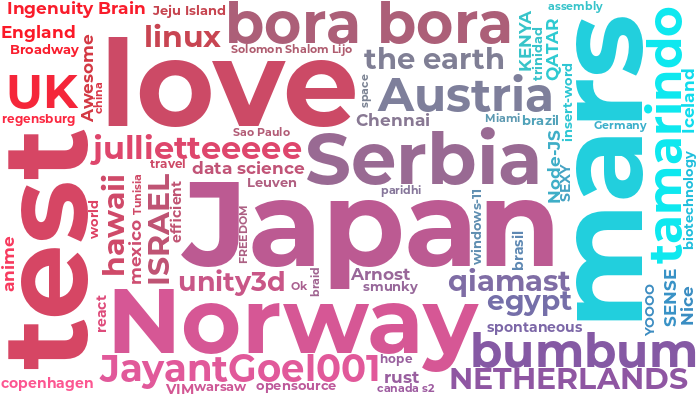 Ingenuity Brain
Jeju Island
bora bora
assembly
England
linux
Broadway
Solomon
Shalom
Lijo
the earth
KENYA
trinidad
QATAR
mars
tamarindo
Iceland
Awesome
china
love
UK
regensburg
space
Austria
Chennai
Miami
brazil
insert-word
Germany
Sao Paulo
test
jullietteeeee
Serbia
Node-JS
SEXY
travel
data science
Leuven
paridhi
biotechnology
world
hawaii
mexico
Tunisia
ISRAEL
efficient
Japan
FREEDOM
windows-11
brasil
anime
unity3d
Ok
braid
Arnost
smunky
qiamast
egypt
YOOOO
SENSE
Nice
react
Norway
spontaneous
JayantGoel001
hope
bumbum
copenhagen
VIM
warsaw
opensource
rust
canada s2
NETHERLANDS